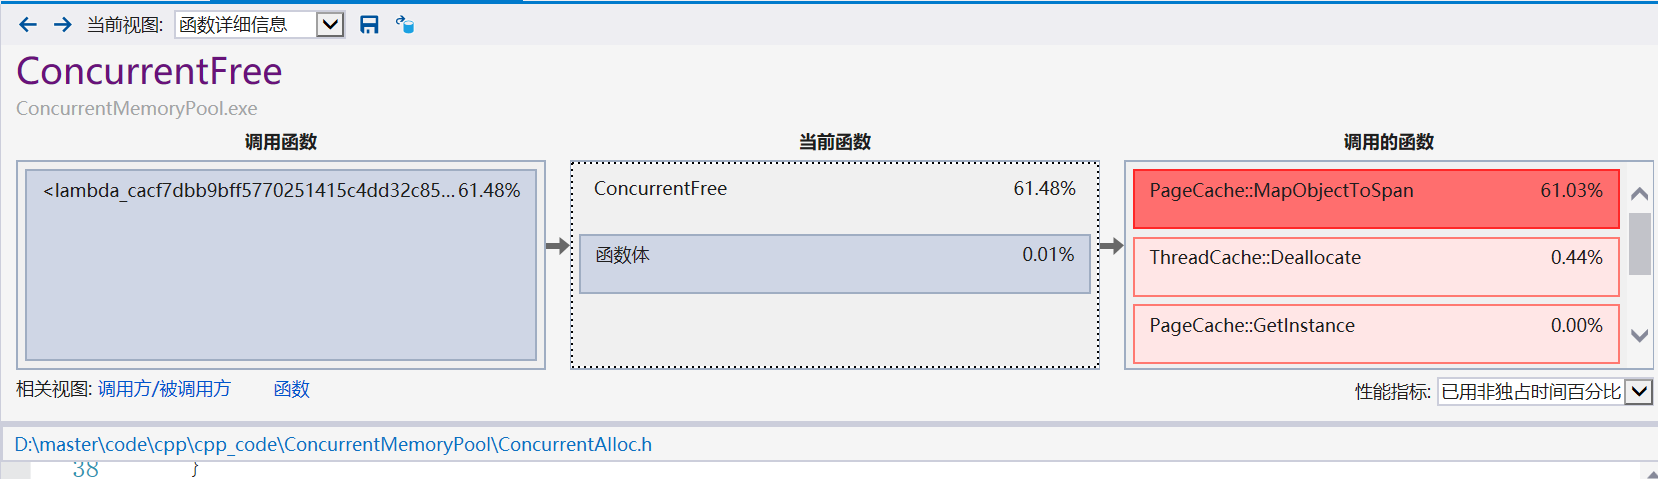 当前视图: 函数详细信息
ConcurrentFree
ConcurrentMemoryPool.exe
调用函数
当前函数
调用的函数
<lambda_cacf7dbb9bff5770251415c4dd32c85... 61.48%
ConcurrentFree 61.48%
函数体 0.01%
PageCache::MapObjectToSpan 61.03%
ThreadCache::Deallocate 0.44%
PageCache::GetInstance 0.00%
相关视图: 调用方/被调用方 函数
性能指标: 已用非独占时间百分比
D:\master\code\cpp\cpp_code\ConcurrentMemoryPool\ConcurrentAlloc.h
38 }